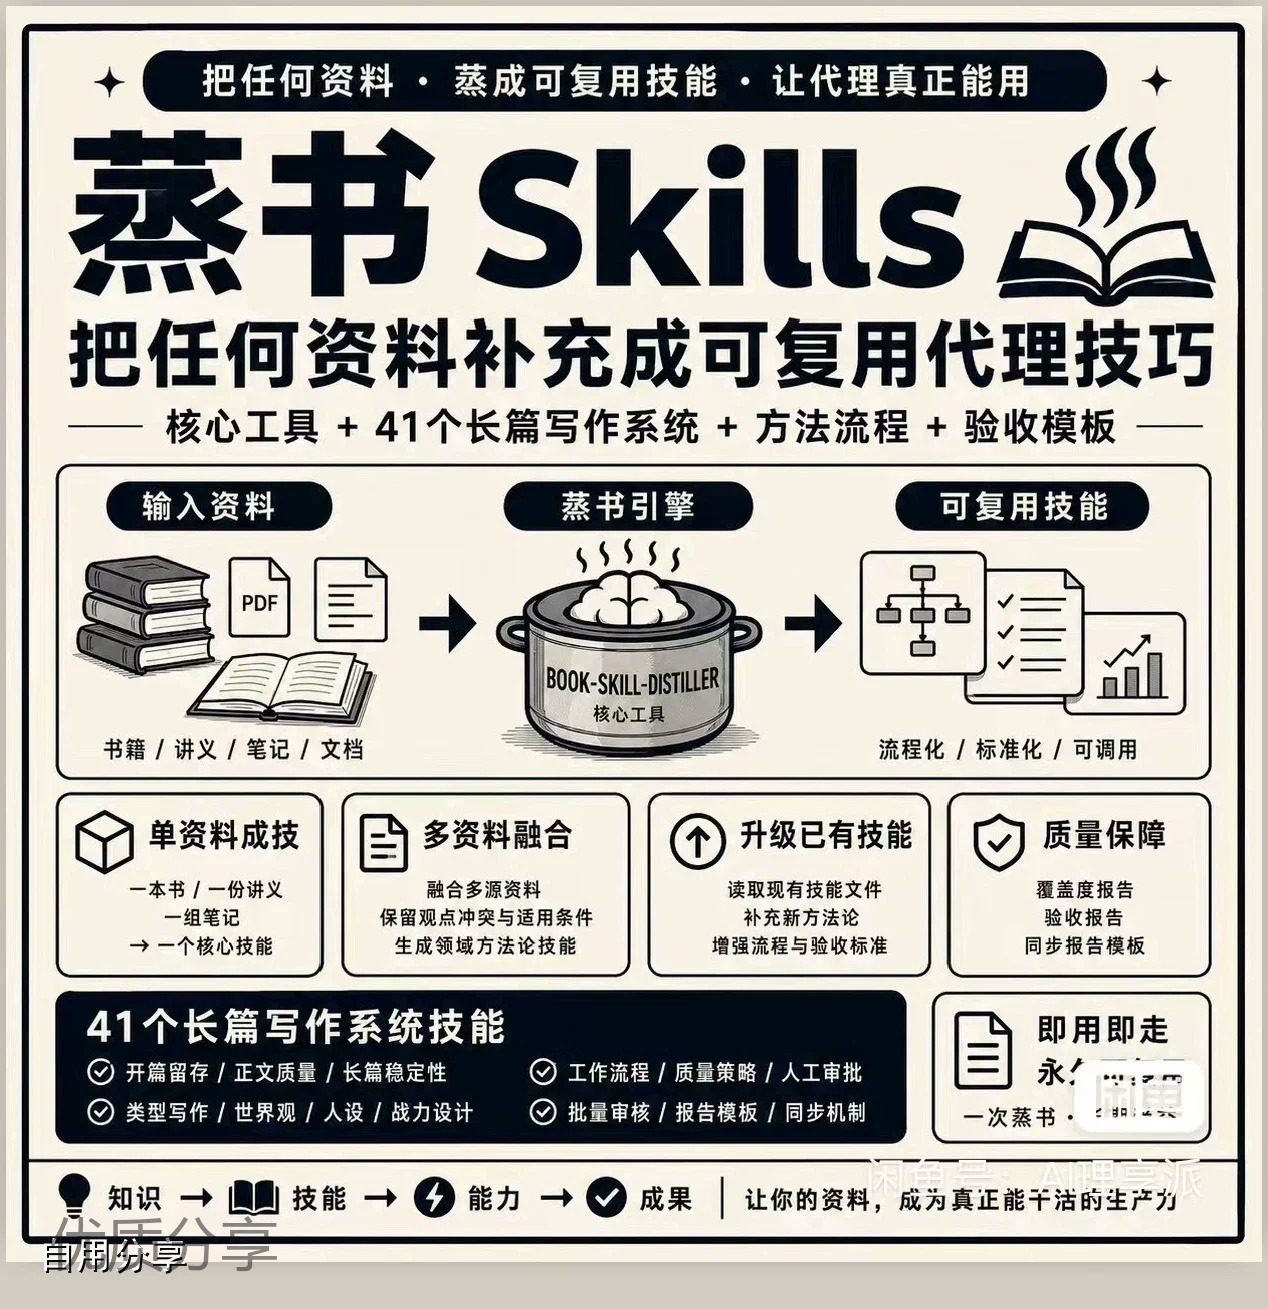 把任何资料 · 蒸成可复用技能 · 让代理真正能用
蒸书 Skills
把任何资料补充成可复用代理技巧
核心工具 + 41个长篇写作系统 + 方法流程 + 验收模板
输入资料
蒸书引擎
可复用技能
PDF
BOOK-SKILL-DISTILLER
核心工具
书籍 / 讲义 / 笔记 / 文档
流程化 / 标准化 / 可调用
单资料成技
一本书 / 一份讲义
一组笔记
→ 一个核心技能
多资料融合
融合多源资料
保留观点冲突与适用条件
生成领域方法论技能
升级已有技能
读取现有技能文件
补充新方法论
增强流程与验收标准
质量保障
覆盖度报告
验收报告
同步报告模板
41个长篇写作系统技能
开篇留存 / 正文质量 / 长篇稳定性
类型写作 / 世界观 / 人设 / 战力设计
工作流程 / 质量策略 / 人工审批
批量审核 / 报告模板 / 同步机制
即用即走
永久
一次蒸书 ·
闲鱼
闲鱼号：AI理享派
知识 → 技能 → 能力 → 成果
让你的资料，成为真正能干活的生产力
优质分享
自用分享